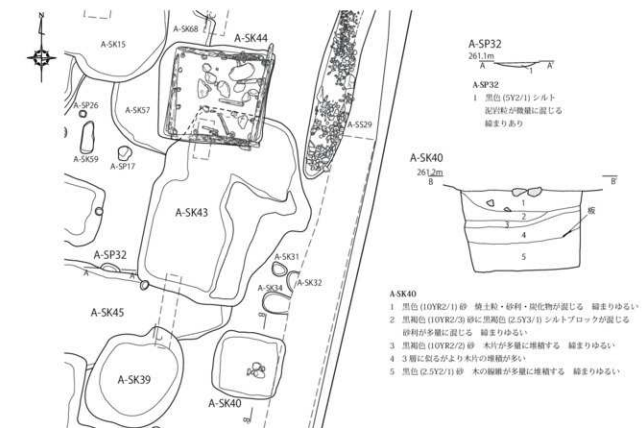 N
A-SK15
A-SK68
A-SK44
A-SP26
A-SK57
A-SK59
A-SP17
A-SS29
A-SK43
A-SP32
A
A'
A-SK31
A-SK32
A-SK34
A-SK45
B
A-SK39
A-SK40
B'
A-SP32
261.1m
A
A'
1
A-SP32
1 黒色 (5Y2/1) シルト
泥岩粒が微量に混じる
締まりあり
A-SK40
261.2m
B
B'
1
2
3
板
4
5
A-SK40
1 黒色 (10YR2/1) 砂 焼土粒・砂利・炭化物が混じる 締まりゆるい
2 黒褐色 (10YR2/3) 砂に黒褐色 (2.5Y3/1) シルトブロックが混じる
砂利が多量に混じる 締まりゆるい
3 黒褐色 (10YR2/2) 砂 木片が多量に堆積する 締まりゆるい
4 3層に似るがより木片の堆積が多い
5 黒色 (2.5Y2/1) 砂 木の繊維が多量に堆積する 締まりゆるい